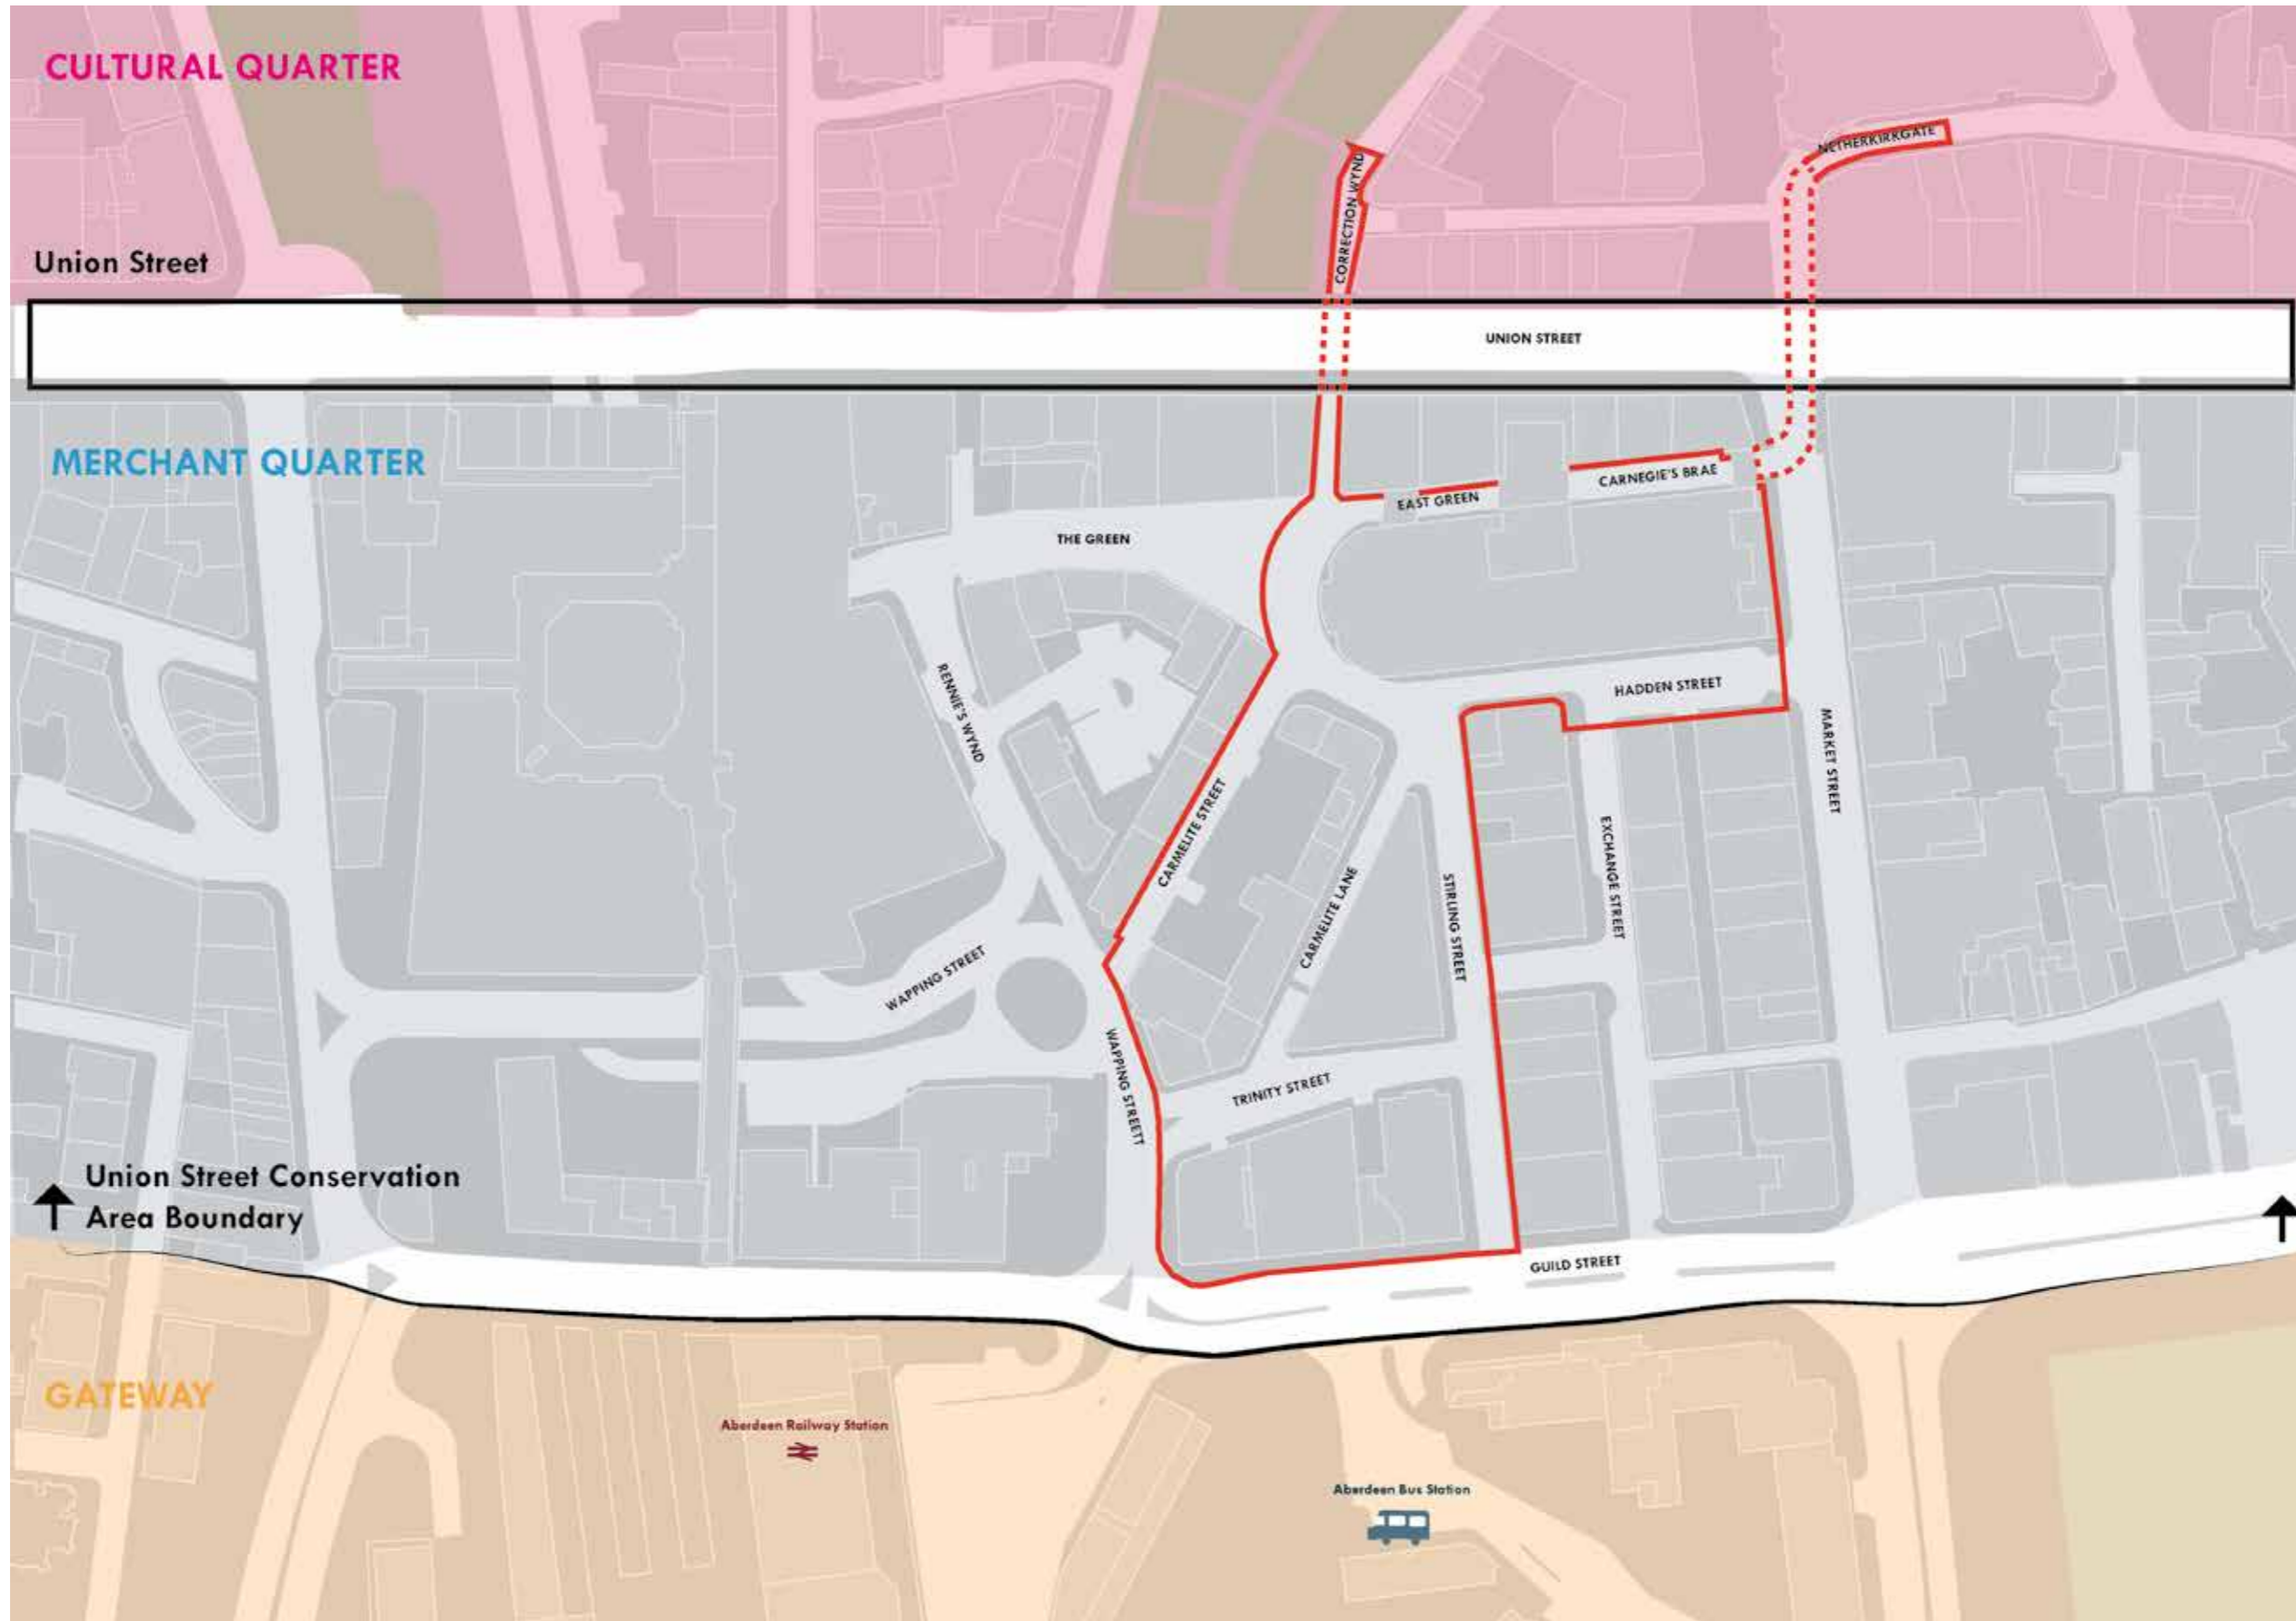 CULTURAL QUARTER
NETHERKIRKGATE
CORRECTION WYND
Union Street
UNION STREET
MERCHANT QUARTER
CARNEGIE'S BRAE
EAST GREEN
THE GREEN
RENNIE'S WYND
HADDEN STREET
MARKET STREET
CARMELITE STREET
EXCHANGE STREET
CARMELITE LANE
STIRLING STREET
WAPPING STREET
WAPPING STREETT
TRINITY STREET
Union Street Conservation
Area Boundary
GUILD STREET
GATEWAY
Aberdeen Railway Station
Aberdeen Bus Station